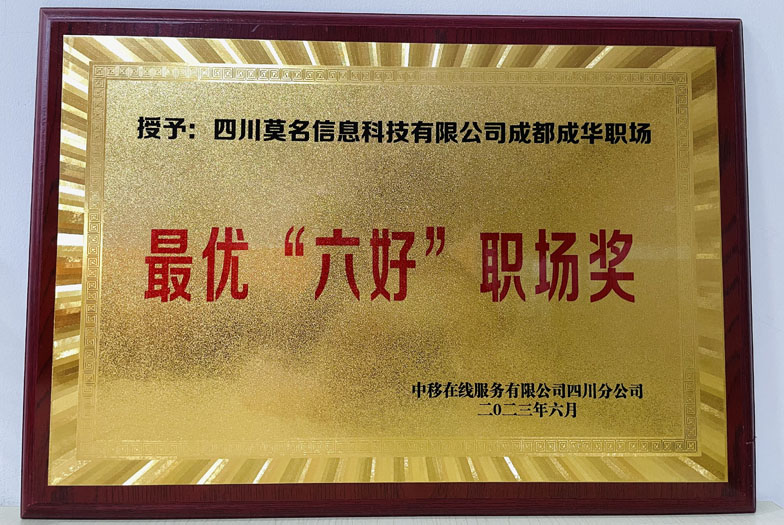 授予：四川莫名信息科技有限公司成都成华职场
最优“六好”职场奖
中移在线服务有限公司四川分公司
二〇二三年六月